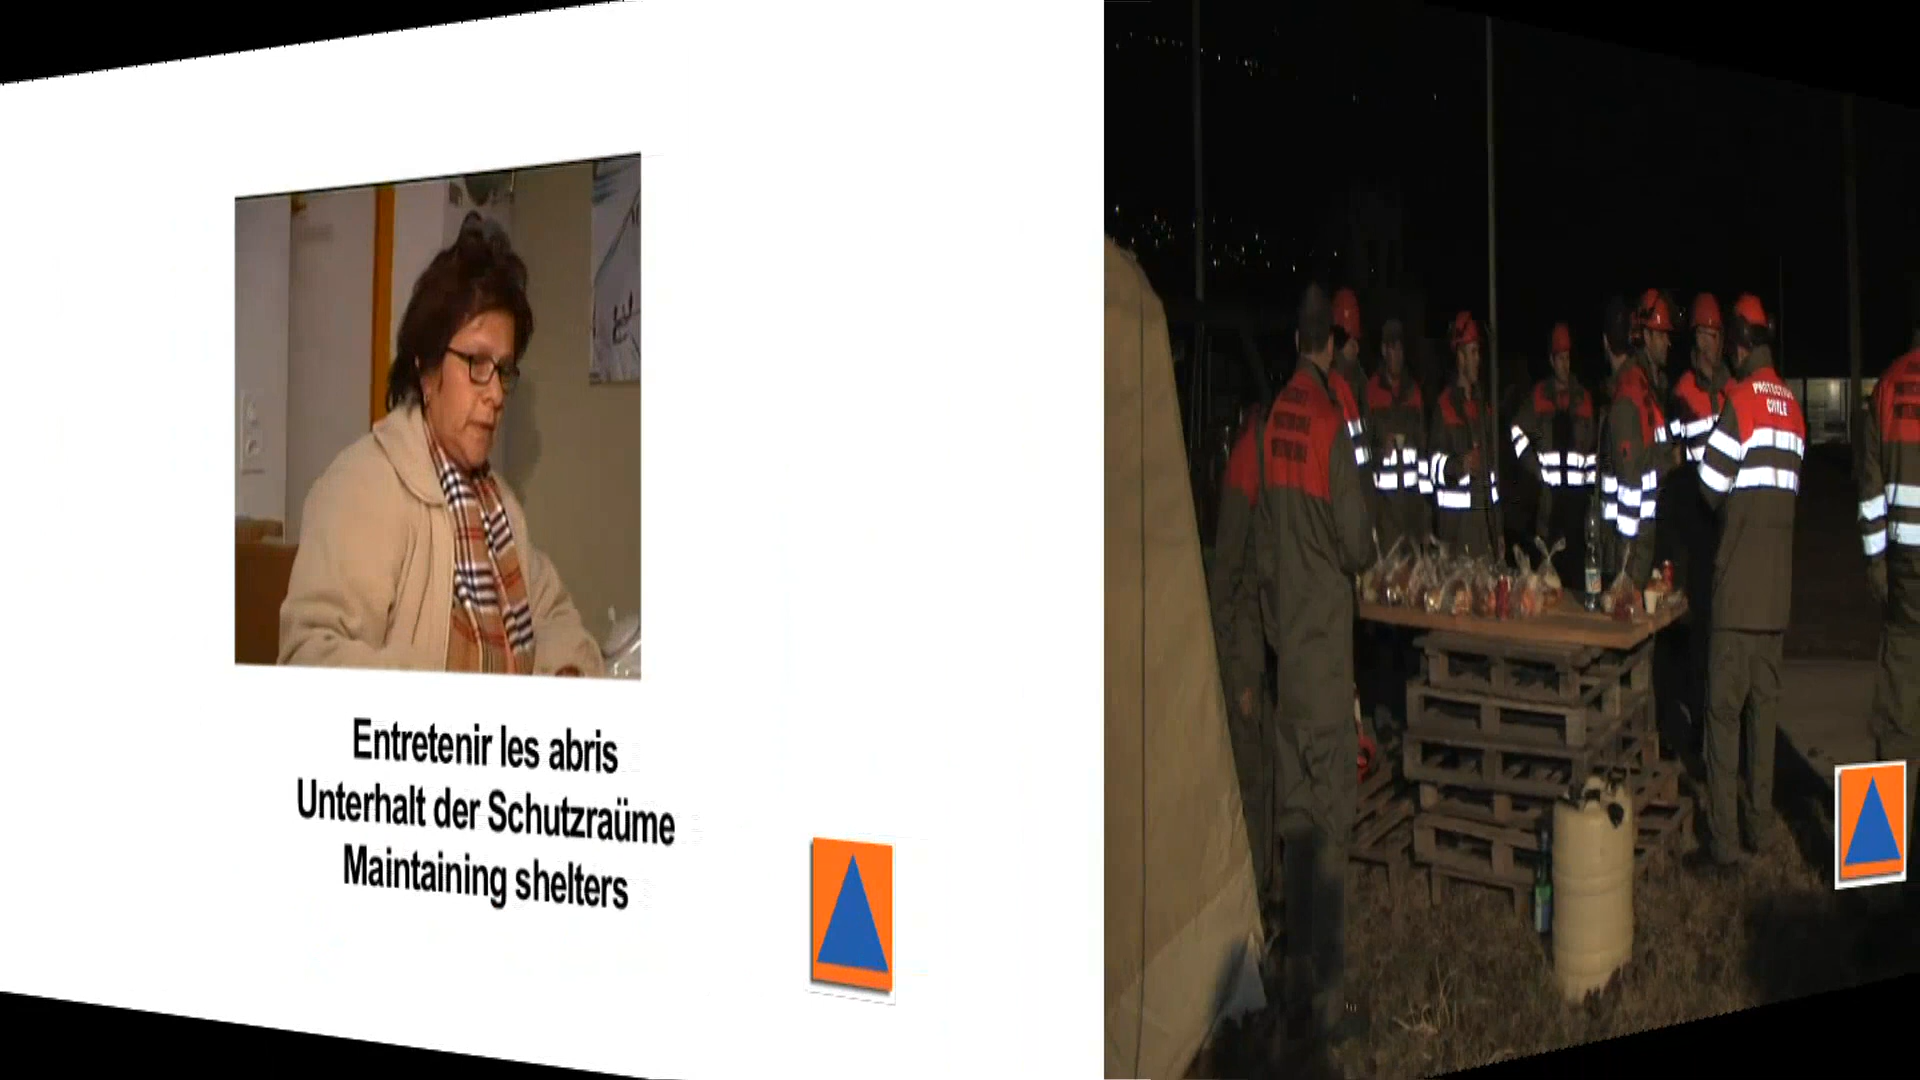 Entretenir les abris
Unterhalt der Schutzraüme
Maintaining shelters
PROTECTION
CIVILE